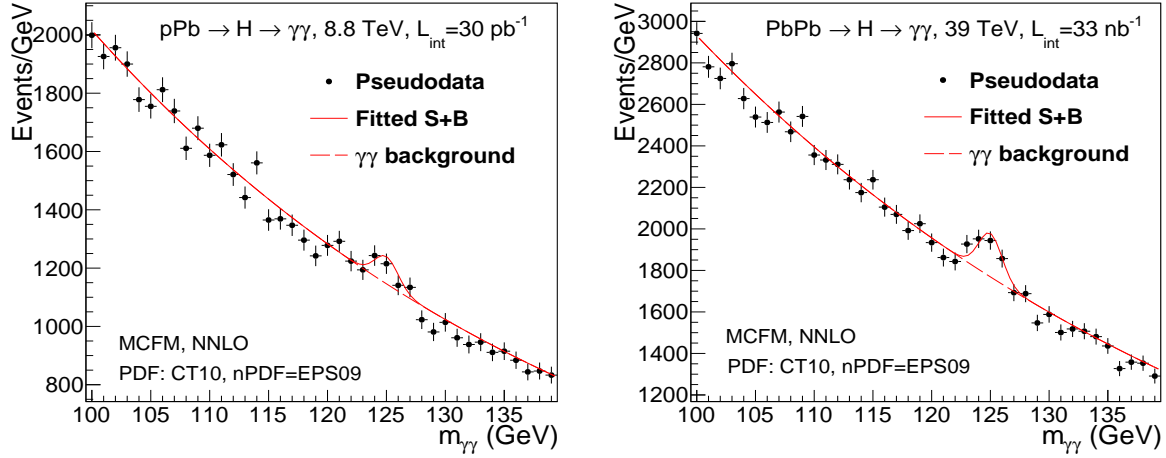 pPb → H → γγ, 8.8 TeV, L_int=30 pb⁻¹
Events/GeV
Pseudodata
Fitted S+B
γγ background
MCFM, NNLO
PDF: CT10, nPDF=EPS09
2000
1800
1600
1400
1200
1000
800
100 105 110 115 120 125 130 135
m_γγ (GeV)
PbPb → H → γγ, 39 TeV, L_int=33 nb⁻¹
Events/GeV
Pseudodata
Fitted S+B
γγ background
MCFM, NNLO
PDF: CT10, nPDF=EPS09
3000
2800
2600
2400
2200
2000
1800
1600
1400
1200
100 105 110 115 120 125 130 135
m_γγ (GeV)